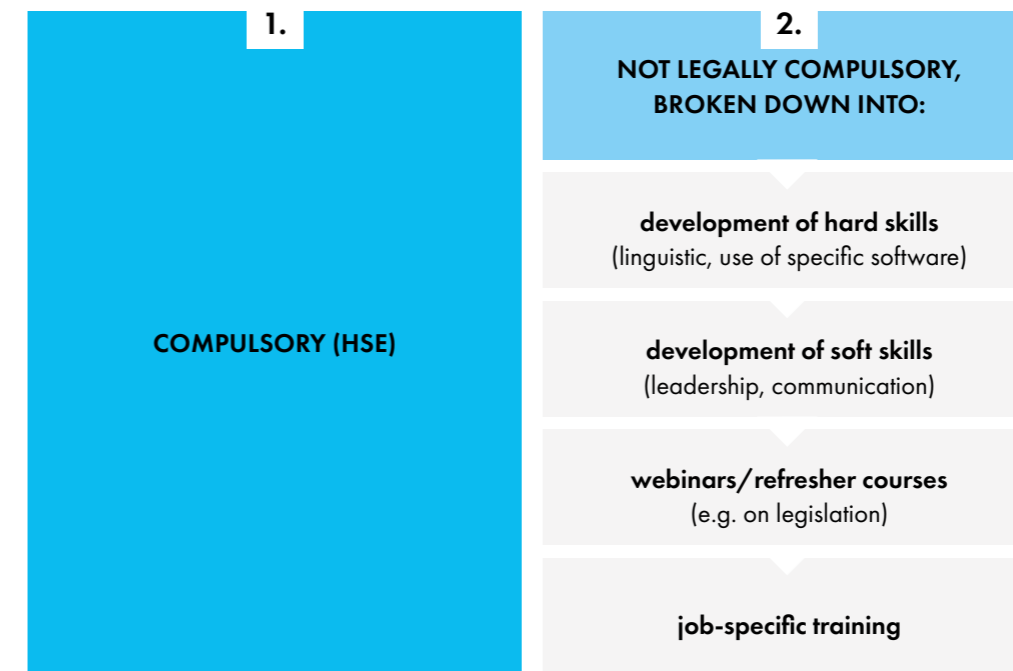 1.
COMPULSORY (HSE)
2.
NOT LEGALLY COMPULSORY,
BROKEN DOWN INTO:
development of hard skills
(linguistic, use of specific software)
development of soft skills
(leadership, communication)
webinars/refresher courses
(e.g. on legislation)
job-specific training